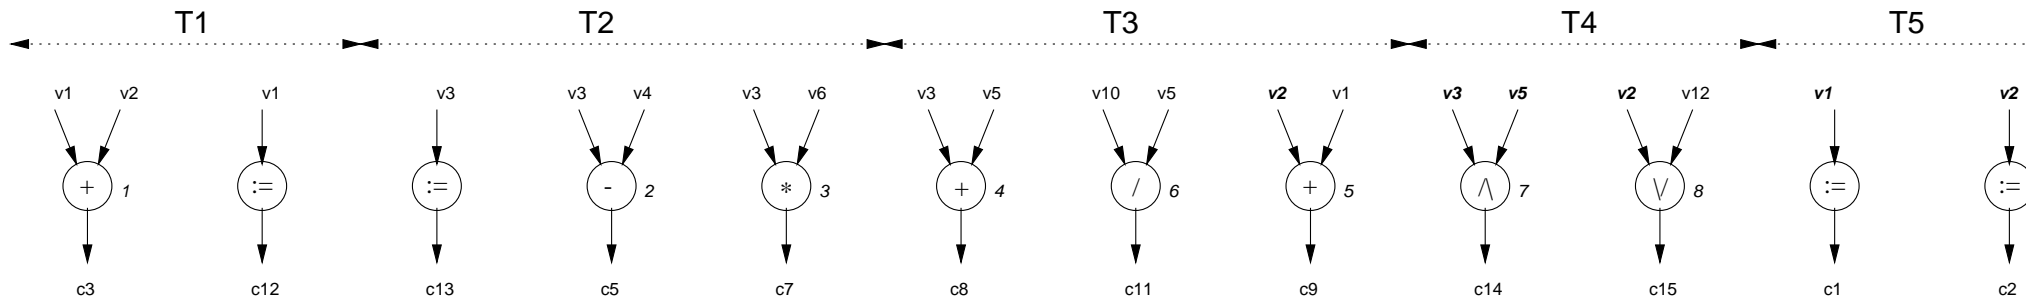 T1 T2 T3 T4 T5
v1 v2 v1 v3 v3 v4 v3 v6 v3 v5 v10 v5 v2 v1 v3 v5 v2 v12 v1 v2
+ 1 := := - 2 * 3 + 4 / 6 + 5 /\ 7 \/ 8 := :=
c3 c12 c13 c5 c7 c8 c11 c9 c14 c15 c1 c2